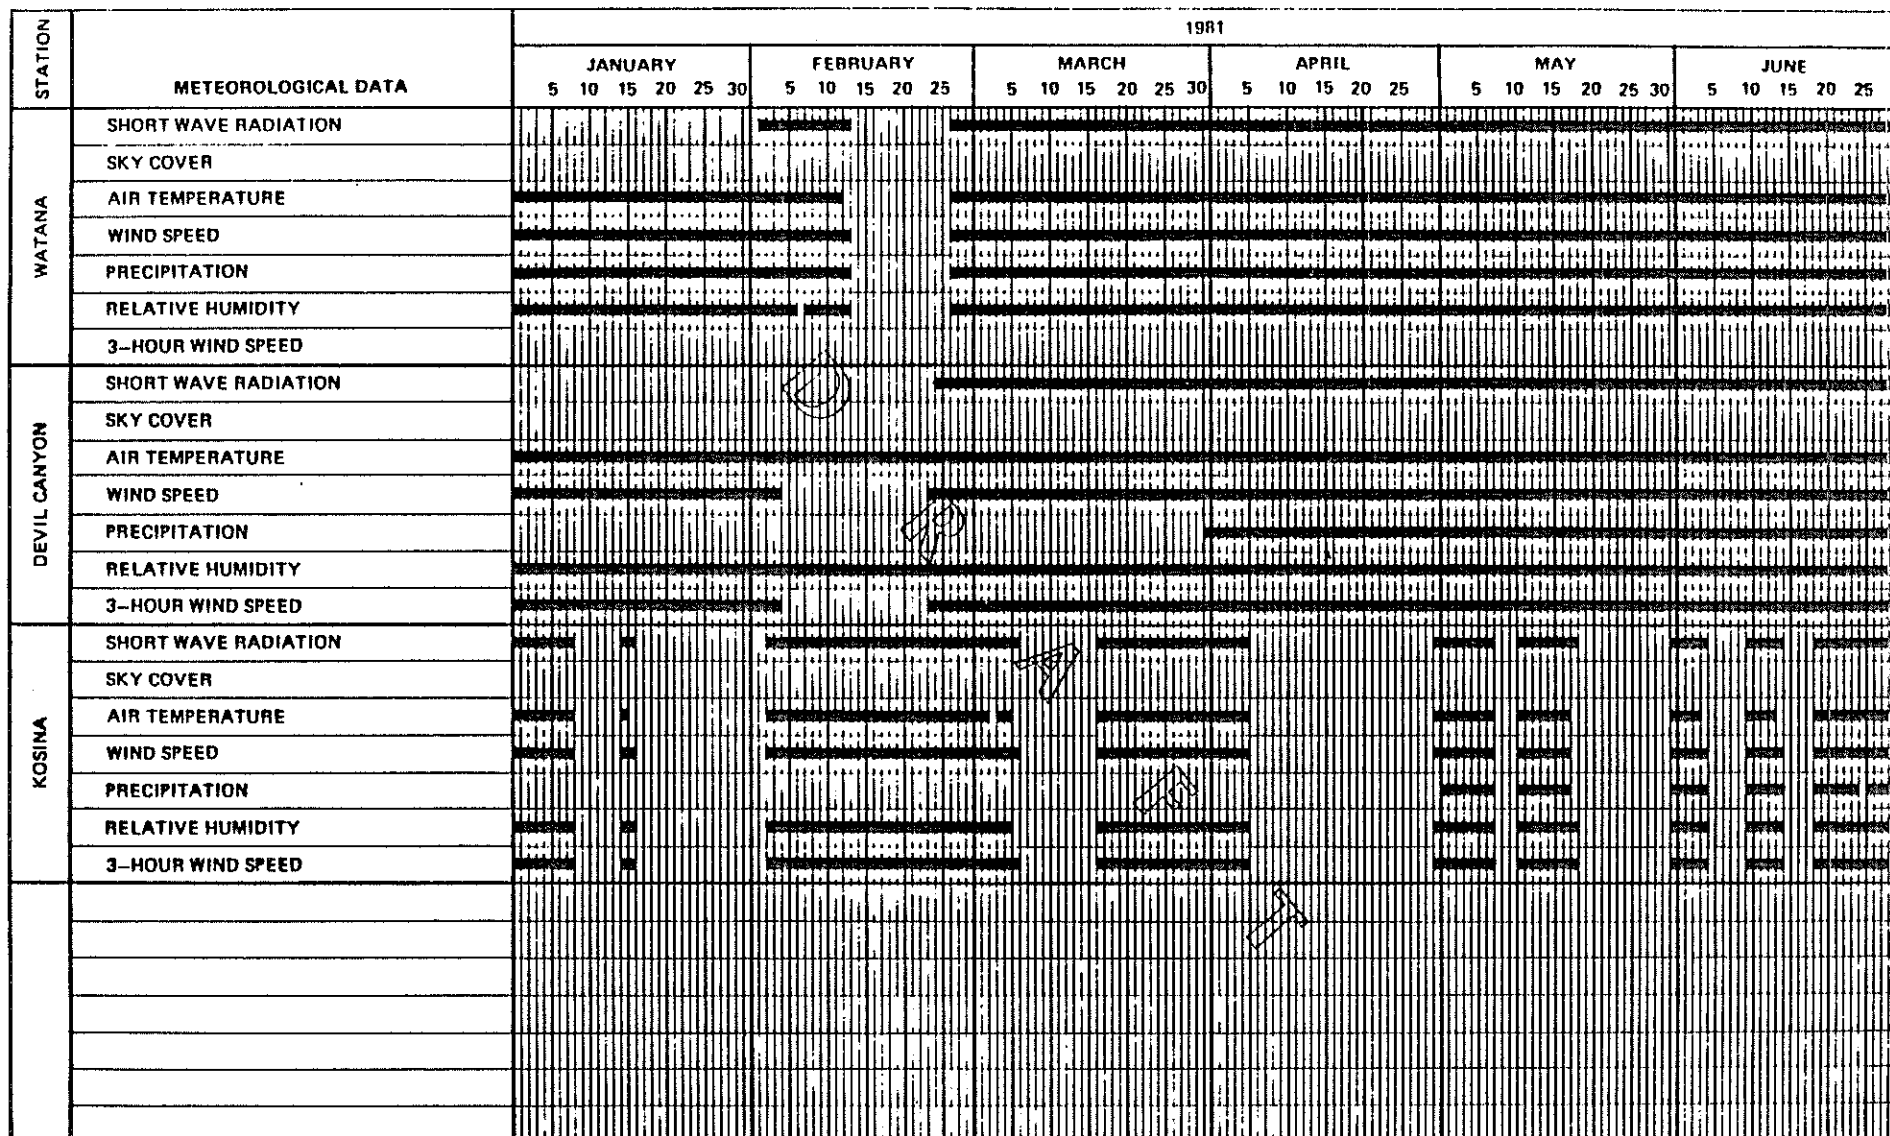 1981
STATION
METEOROLOGICAL DATA
JANUARY FEBRUARY MARCH APRIL MAY JUNE
5 10 15 20 25 30 5 10 15 20 25 5 10 15 20 25 30 5 10 15 20 25 5 10 15 20 25 30 5 10 15 20 25
WATANA
SHORT WAVE RADIATION
SKY COVER
AIR TEMPERATURE
WIND SPEED
PRECIPITATION
RELATIVE HUMIDITY
3-HOUR WIND SPEED
DEVIL CANYON
SHORT WAVE RADIATION
SKY COVER
AIR TEMPERATURE
WIND SPEED
PRECIPITATION
RELATIVE HUMIDITY
3-HOUR WIND SPEED
KOSINA
SHORT WAVE RADIATION
SKY COVER
AIR TEMPERATURE
WIND SPEED
PRECIPITATION
RELATIVE HUMIDITY
3-HOUR WIND SPEED
DRAFT